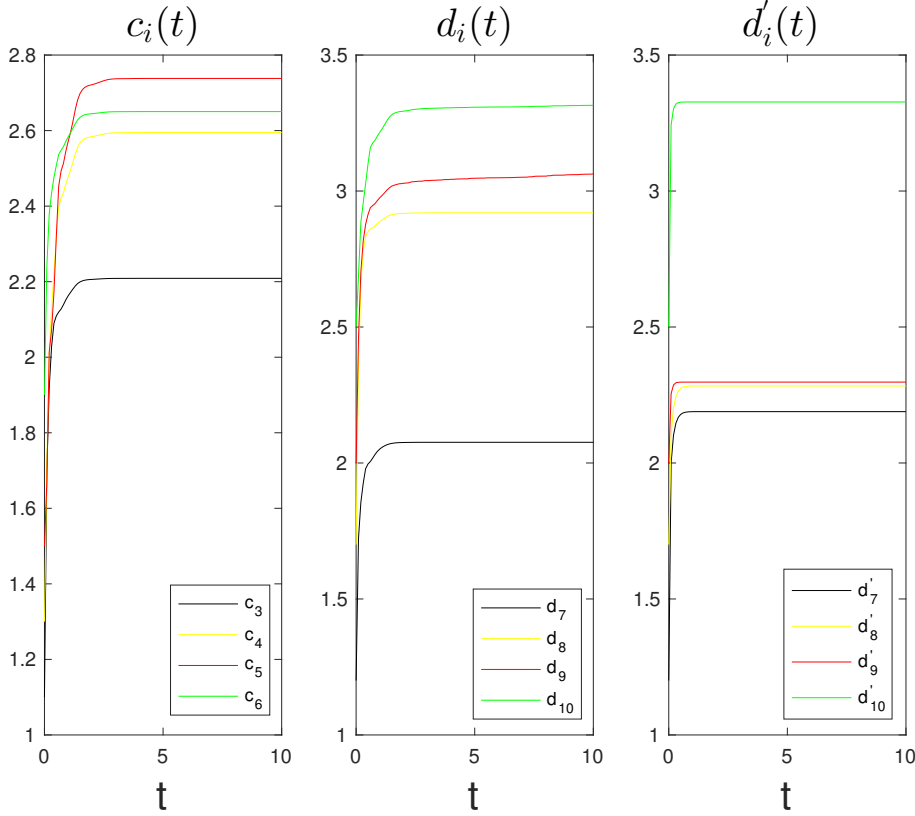 c_i(t)
2.8
2.6
2.4
2.2
2
1.8
1.6
1.4
1.2
1
0 5 10
t
c_3
c_4
c_5
c_6
d_i(t)
3.5
3
2.5
2
1.5
1
0 5 10
t
d_7
d_8
d_9
d_10
d'_i(t)
3.5
3
2.5
2
1.5
1
0 5 10
t
d'_7
d'_8
d'_9
d'_10